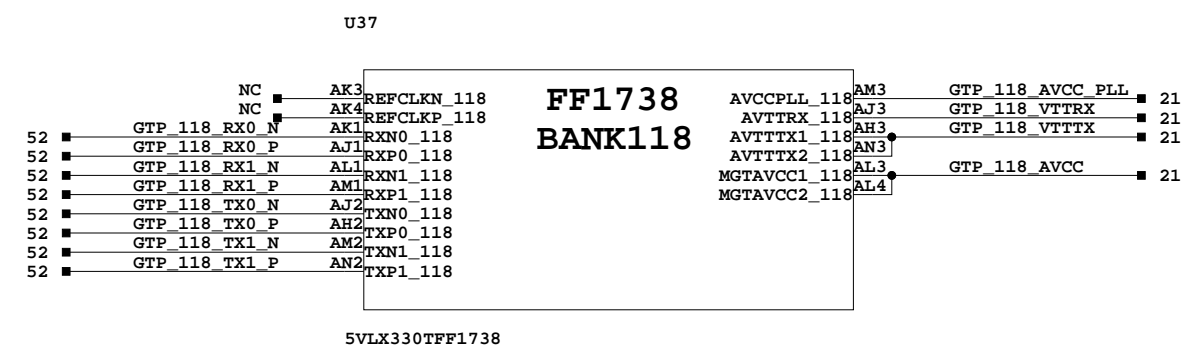 U37
FF1738
BANK118
NC AK3 REFCLKN_118
NC AK4 REFCLKP_118
52 GTP_118_RX0_N AK1 RXN0_118
52 GTP_118_RX0_P AJ1 RXP0_118
52 GTP_118_RX1_N AL1 RXN1_118
52 GTP_118_RX1_P AM1 RXP1_118
52 GTP_118_TX0_N AJ2 TXN0_118
52 GTP_118_TX0_P AH2 TXP0_118
52 GTP_118_TX1_N AM2 TXN1_118
52 GTP_118_TX1_P AN2 TXP1_118
AVCCPLL_118 AM3 GTP_118_AVCC_PLL 21
AVTTRX_118 AJ3 GTP_118_VTTRX 21
AVTTTX1_118 AH3 GTP_118_VTTTX 21
AVTTTX2_118 AN3
MGTAVCC1_118 AL3 GTP_118_AVCC 21
MGTAVCC2_118 AL4
5VLX330TFF1738